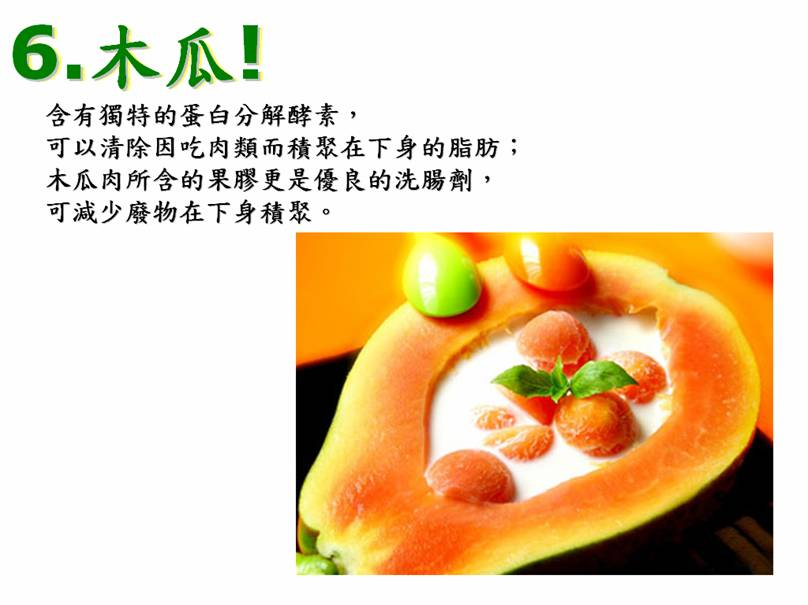 6.木瓜!
含有獨特的蛋白分解酵素，
可以清除因吃肉類而積聚在下身的脂肪；
木瓜肉所含的果膠更是優良的洗腸劑，
可減少廢物在下身積聚。